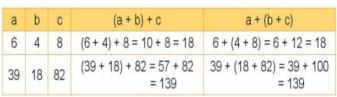 a b c (a + b) + c a + (b + c)
6 4 8 (6 + 4) + 8 = 10 + 8 = 18 6 + (4 + 8) = 6 + 12 = 18
39 18 82 (39 + 18) + 82 = 57 + 82 39 + (18 + 82) = 39 + 100
= 139 = 139